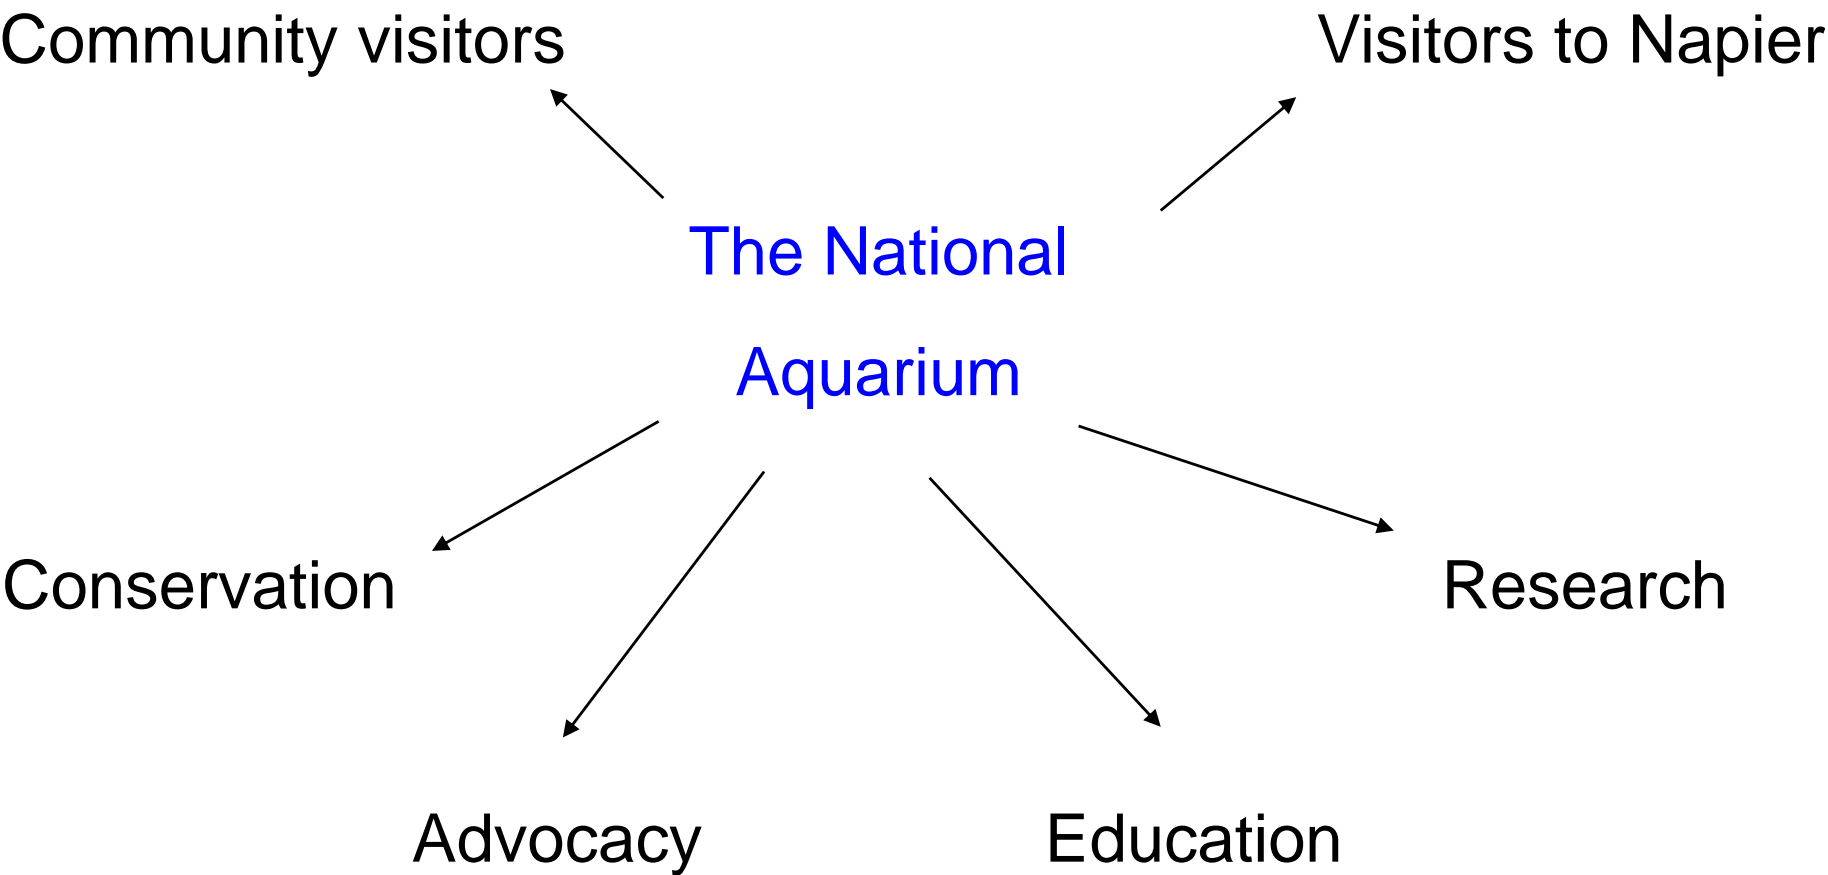 Community visitors
Visitors to Napier
The National
Aquarium
Conservation
Research
Advocacy
Education